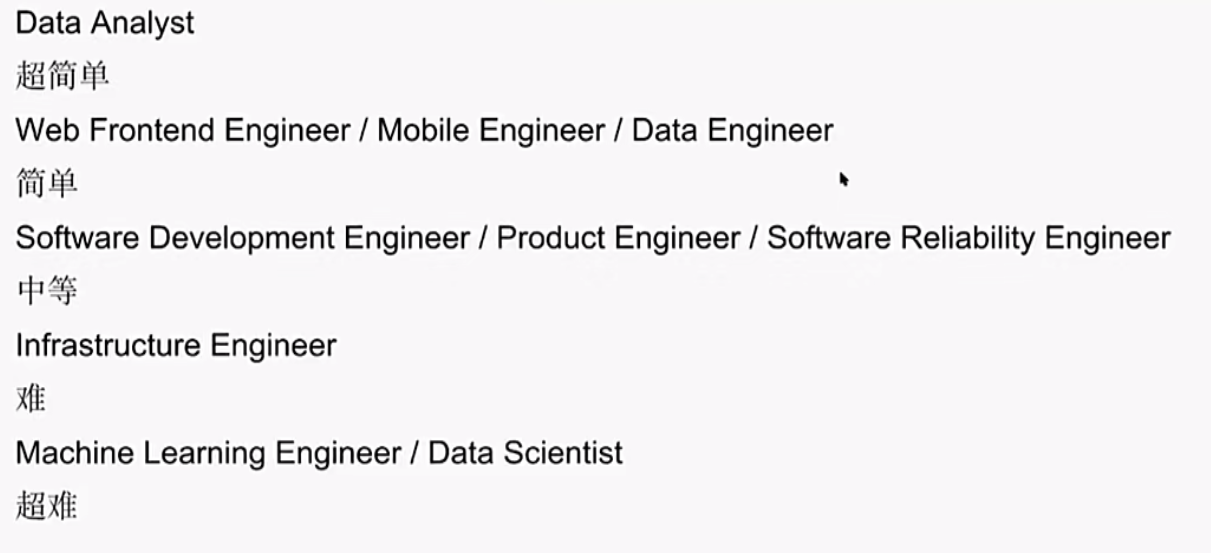 Data Analyst
超简单
Web Frontend Engineer / Mobile Engineer / Data Engineer
简单
Software Development Engineer / Product Engineer / Software Reliability Engineer
中等
Infrastructure Engineer
难
Machine Learning Engineer / Data Scientist
超难